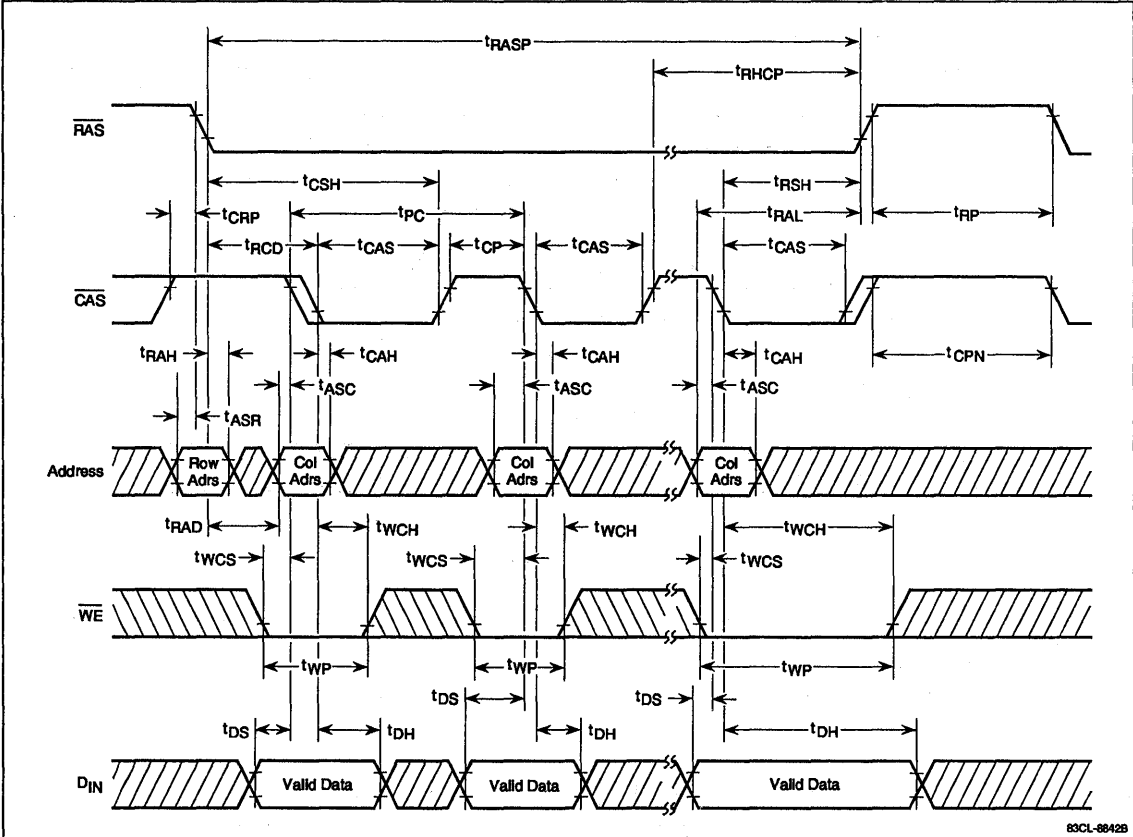 tRASP
tRHCP
RAS
tCSH
tRSH
tCRP
tPC
tRAL
tRP
tRCD
tCAS
tCP
tCAS
tCAS
CAS
tRAH
tCAH
tCAH
tCAH
tCPN
tASC
tASC
tASC
tASR
Address
Row Adrs
Col Adrs
Col Adrs
Col Adrs
tRAD
tWCH
tWCH
tWCH
tWCS
tWCS
tWCS
WE
tWP
tWP
tWP
tDS
tDS
tDS
tDH
tDH
tDH
DIN
Valid Data
Valid Data
Valid Data
83CL-8842B